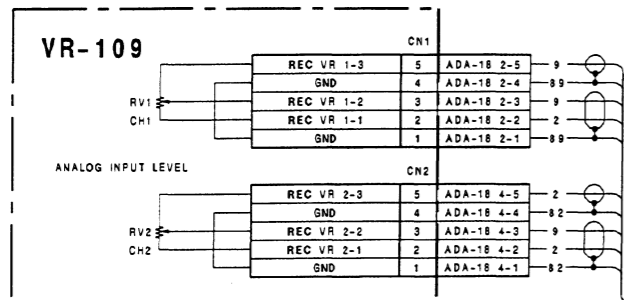 VR-109
CN1
REC VR 1-3 5 ADA-18 2-5 9
GND 4 ADA-18 2-4 89
RV1 REC VR 1-2 3 ADA-18 2-3 9
CH1 REC VR 1-1 2 ADA-18 2-2 2
GND 1 ADA-18 2-1 89
ANALOG INPUT LEVEL
CN2
REC VR 2-3 5 ADA-18 4-5 2
GND 4 ADA-18 4-4 82
RV2 REC VR 2-2 3 ADA-18 4-3 9
CH2 REC VR 2-1 2 ADA-18 4-2 2
GND 1 ADA-18 4-1 82